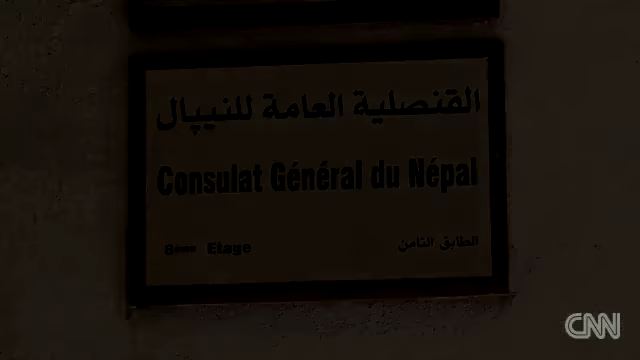 القنصلية العامة للنيپال
Consulat Général du Népal
8ème Etage
الطابق الثامن
CNN